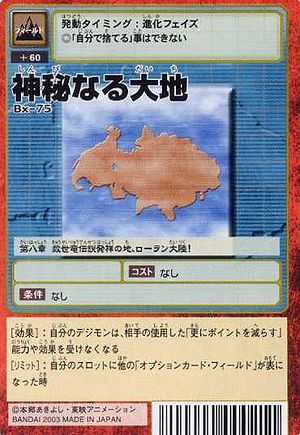 発動タイミング：進化フェイズ
◎「自分で捨てる」事はできない
+60
神秘なる大地
Bx-75
第八章 救世竜伝説発祥の地、ローラン大陸！
コスト なし
条件 なし
[効果]：自分のデジモンは、相手の使用した「更にポイントを減らす」
能力や効果を受けなくなる
[リミット]：自分のスロットに他の「オプションカード・フィールド」が表に
なった時
©本郷あきよし・東映アニメーション
BANDAI 2003 MADE IN JAPAN